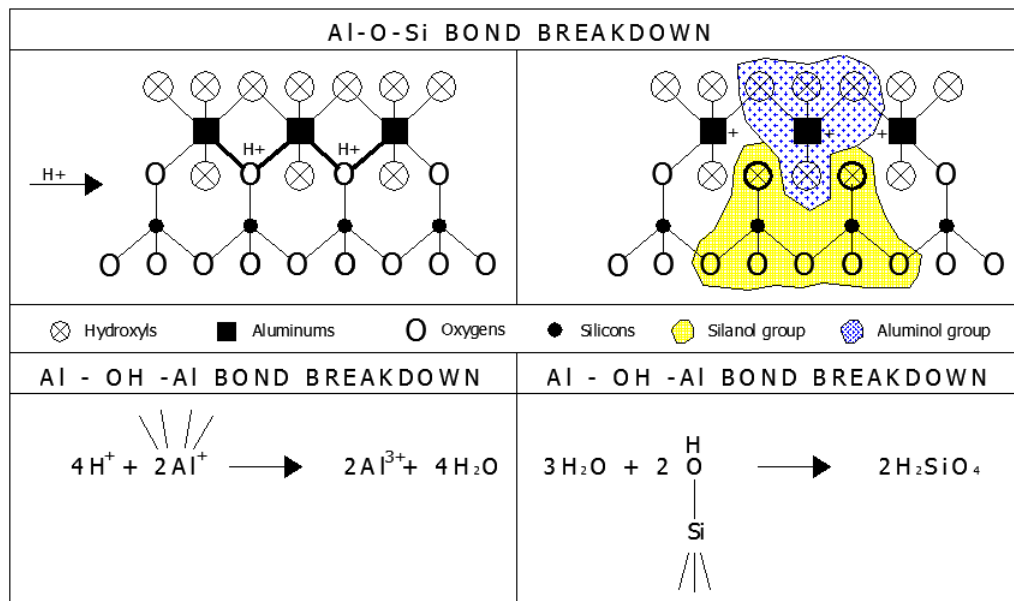 Al-O-Si BOND BREAKDOWN
H+
H+ H+
O O O O
O O O O O O O O O
+ + +
O O
O O O O O O O O O
Hydroxyls Aluminums O Oxygens Silicons Silanol group Aluminol group
Al - OH -Al BOND BREAKDOWN
4H⁺ + 2Al⁺ 2Al³⁺+ 4H₂O
Al - OH -Al BOND BREAKDOWN
H
3H₂O + 2 O 2H₂SiO₄
Si